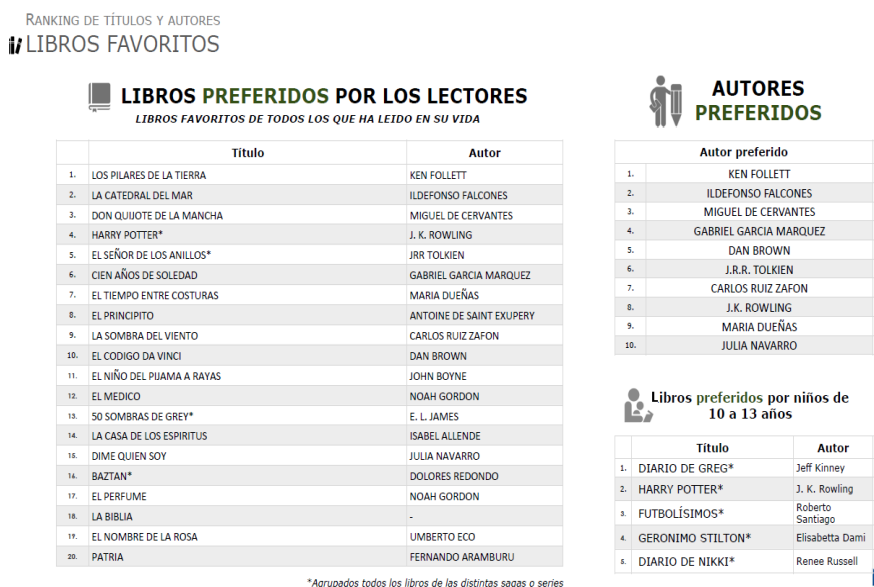 RANKING DE TÍTULOS Y AUTORES
LIBROS FAVORITOS
LIBROS PREFERIDOS POR LOS LECTORES
LIBROS FAVORITOS DE TODOS LOS QUE HA LEIDO EN SU VIDA
Título Autor
1. LOS PILARES DE LA TIERRA KEN FOLLETT
2. LA CATEDRAL DEL MAR ILDEFONSO FALCONES
3. DON QUIJOTE DE LA MANCHA MIGUEL DE CERVANTES
4. HARRY POTTER* J. K. ROWLING
5. EL SEÑOR DE LOS ANILLOS* JRR TOLKIEN
6. CIEN AÑOS DE SOLEDAD GABRIEL GARCIA MARQUEZ
7. EL TIEMPO ENTRE COSTURAS MARIA DUEÑAS
8. EL PRINCIPITO ANTOINE DE SAINT EXUPERY
9. LA SOMBRA DEL VIENTO CARLOS RUIZ ZAFON
10. EL CODIGO DA VINCI DAN BROWN
11. EL NIÑO DEL PIJAMA A RAYAS JOHN BOYNE
12. EL MEDICO NOAH GORDON
13. 50 SOMBRAS DE GREY* E. L. JAMES
14. LA CASA DE LOS ESPIRITUS ISABEL ALLENDE
15. DIME QUIEN SOY JULIA NAVARRO
16. BAZTAN* DOLORES REDONDO
17. EL PERFUME NOAH GORDON
18. LA BIBLIA -
19. EL NOMBRE DE LA ROSA UMBERTO ECO
20. PATRIA FERNANDO ARAMBURU
*Agrupados todos los libros de las distintas sagas o series
AUTORES
PREFERIDOS
Autor preferido
1. KEN FOLLETT
2. ILDEFONSO FALCONES
3. MIGUEL DE CERVANTES
4. GABRIEL GARCIA MARQUEZ
5. DAN BROWN
6. J.R.R. TOLKIEN
7. CARLOS RUIZ ZAFON
8. J.K. ROWLING
9. MARIA DUEÑAS
10. JULIA NAVARRO
Libros preferidos por niños de
10 a 13 años
Título Autor
1. DIARIO DE GREG* Jeff Kinney
2. HARRY POTTER* J. K. Rowling
3. FUTBOLÍSIMOS* Roberto
Santiago
4. GERONIMO STILTON* Elisabetta Dami
5. DIARIO DE NIKKI* Renee Russell